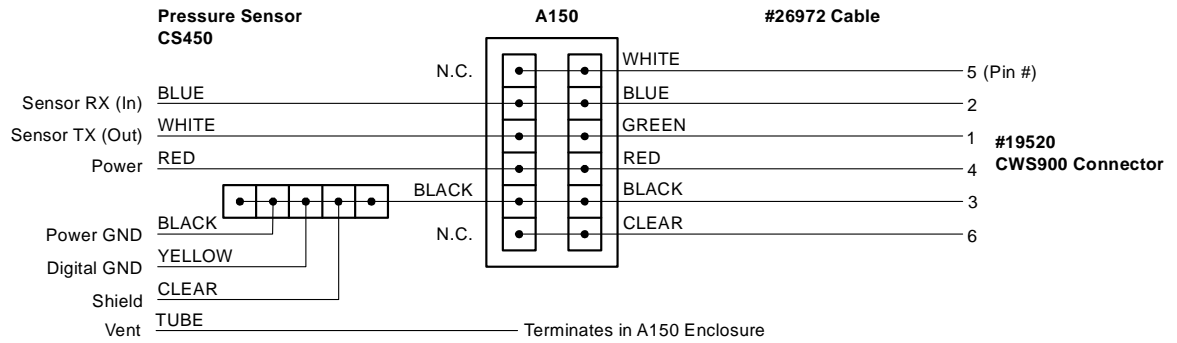 Pressure Sensor
CS450
A150
#26972 Cable
N.C.
WHITE
5 (Pin #)
Sensor RX (In)
BLUE
BLUE
2
Sensor TX (Out)
WHITE
GREEN
1
Power
RED
RED
4
#19520
CWS900 Connector
BLACK
BLACK
3
Power GND
BLACK
N.C.
CLEAR
6
Digital GND
YELLOW
Shield
CLEAR
Vent
TUBE
Terminates in A150 Enclosure